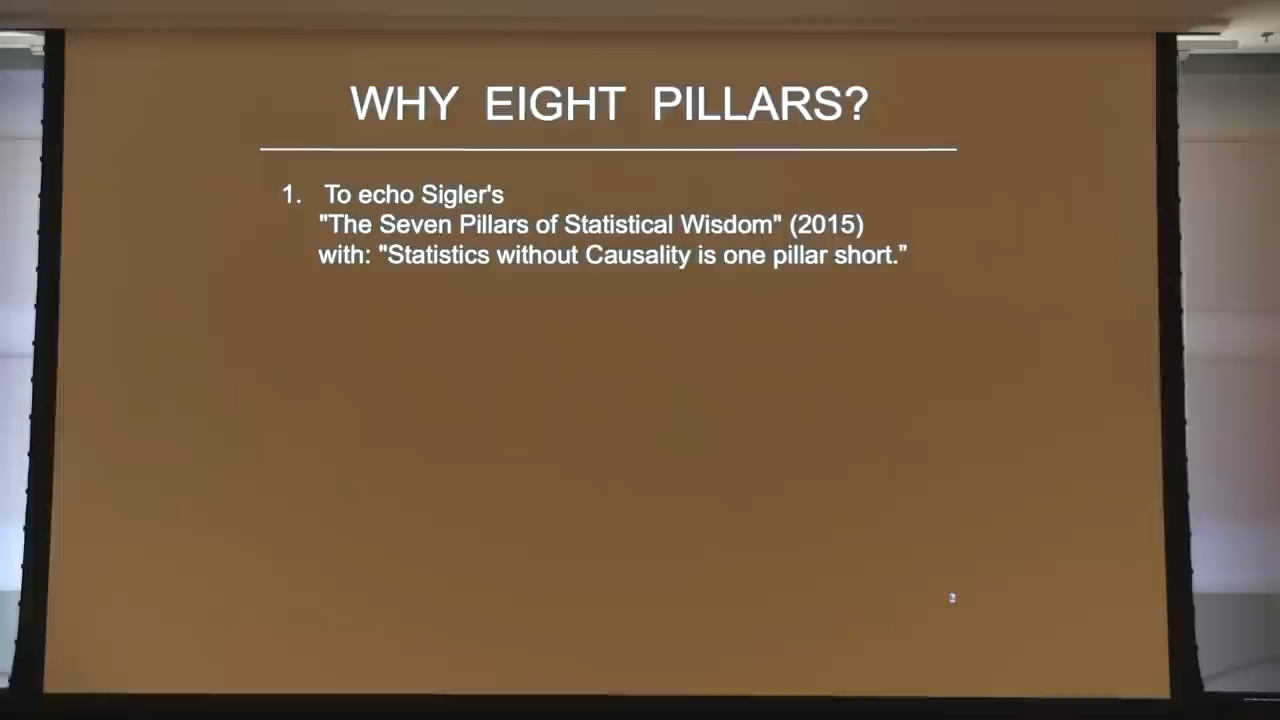 WHY EIGHT PILLARS?
1. To echo Sigler's
"The Seven Pillars of Statistical Wisdom" (2015)
with: "Statistics without Causality is one pillar short.”
2